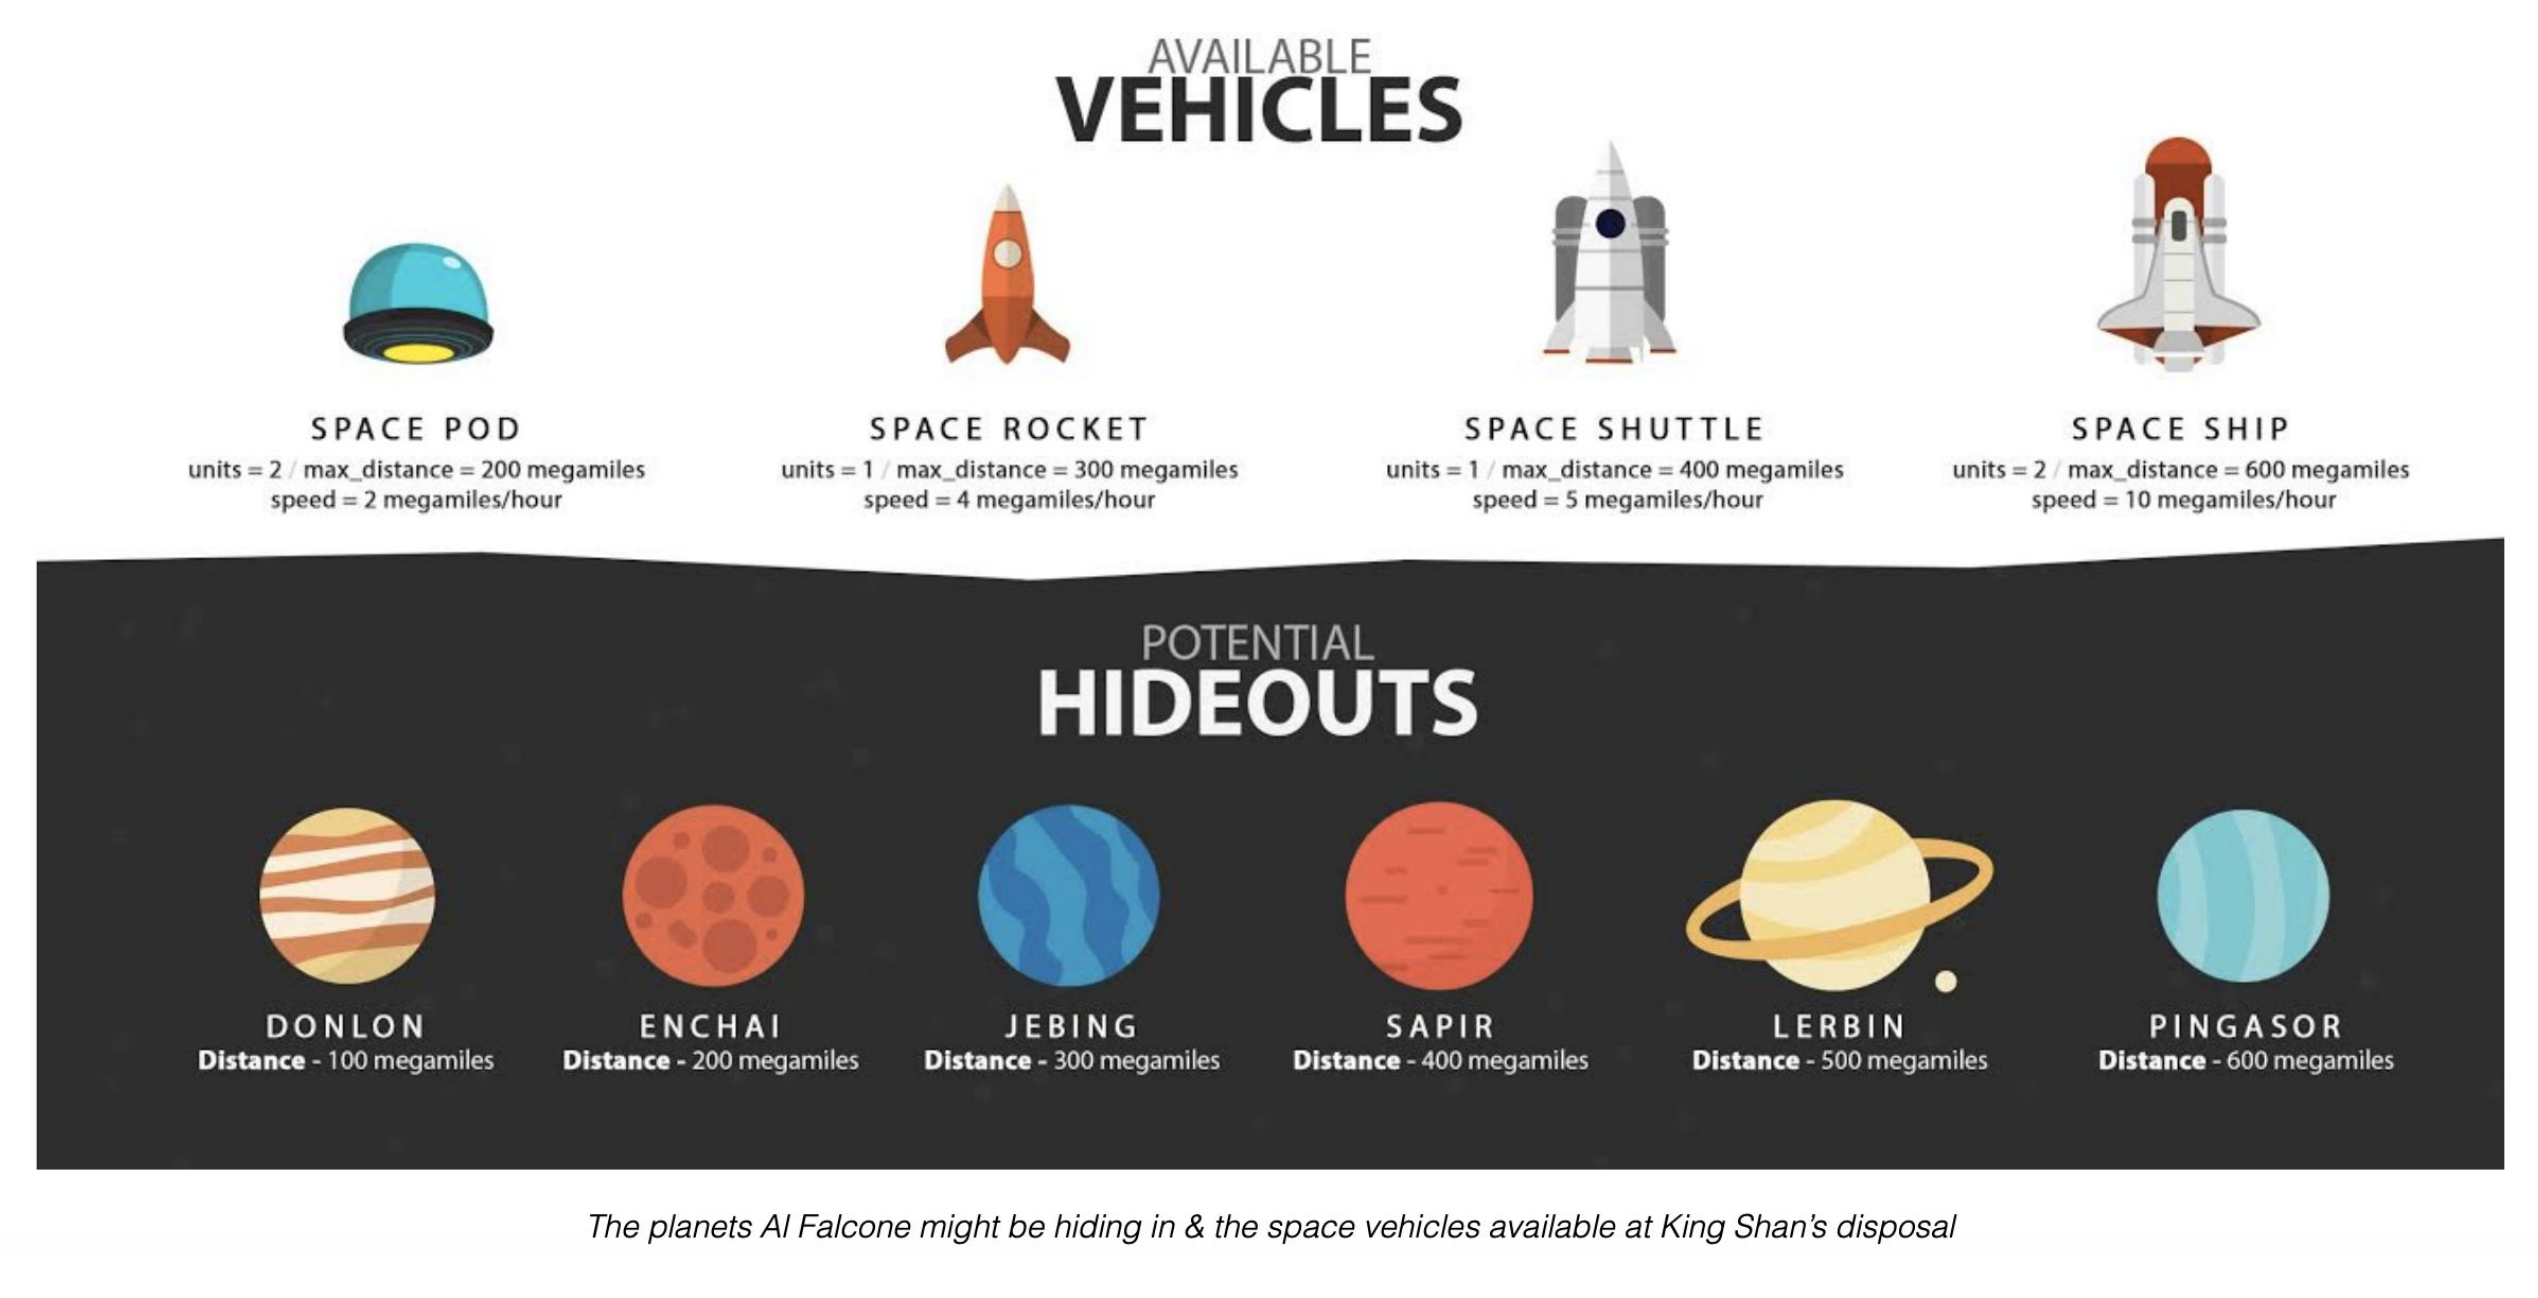 AVAILABLE
VEHICLES
SPACE POD
units = 2 / max_distance = 200 megamiles
speed = 2 megamiles/hour
SPACE ROCKET
units = 1 / max_distance = 300 megamiles
speed = 4 megamiles/hour
SPACE SHUTTLE
units = 1 / max_distance = 400 megamiles
speed = 5 megamiles/hour
SPACE SHIP
units = 2 / max_distance = 600 megamiles
speed = 10 megamiles/hour
POTENTIAL
HIDEOUTS
DONLON
Distance - 100 megamiles
ENCHAI
Distance - 200 megamiles
JEBING
Distance - 300 megamiles
SAPIR
Distance - 400 megamiles
LERBIN
Distance - 500 megamiles
PINGASOR
Distance - 600 megamiles
The planets Al Falcone might be hiding in & the space vehicles available at King Shan’s disposal